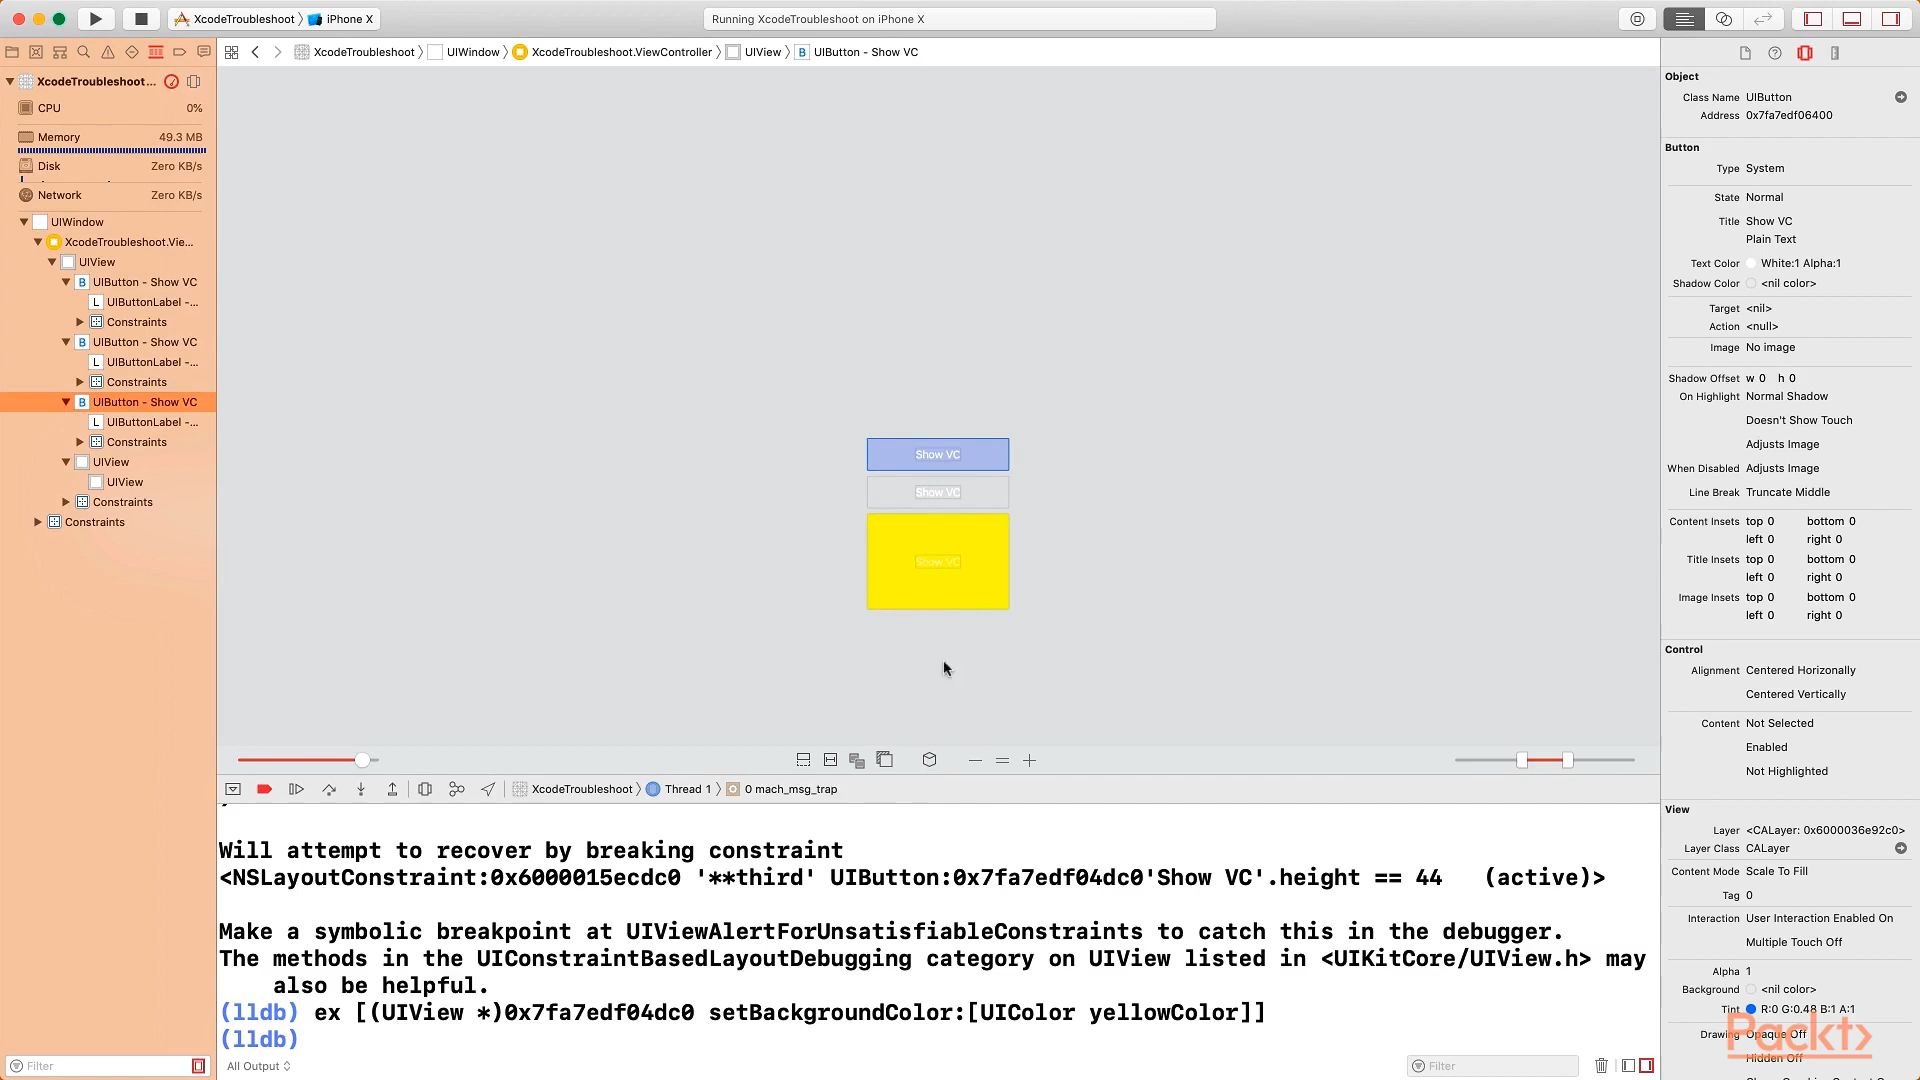 XcodeTroubleshoot
iPhone X
Running XcodeTroubleshoot on iPhone X
XcodeTroubleshoot
UIWindow
XcodeTroubleshoot.ViewController
UIView
B
UIButton - Show VC
XcodeTroubleshoot...
CPU
0%
Memory
49.3 MB
Disk
Zero KB/s
Network
Zero KB/s
UIWindow
XcodeTroubleshoot.Vie...
UIView
B UIButton - Show VC
L UIButtonLabel -...
Constraints
B UIButton - Show VC
L UIButtonLabel -...
Constraints
B UIButton - Show VC
L UIButtonLabel -...
Constraints
UIView
UIView
Constraints
Constraints
Filter
Show VC
Show VC
Show VC
XcodeTroubleshoot
Thread 1
0 mach_msg_trap
Will attempt to recover by breaking constraint
<NSLayoutConstraint:0x6000015ecdc0 '**third' UIButton:0x7fa7edf04dc0'Show VC'.height == 44   (active)>
Make a symbolic breakpoint at UIViewAlertForUnsatisfiableConstraints to catch this in the debugger.
The methods in the UIConstraintBasedLayoutDebugging category on UIView listed in <UIKitCore/UIView.h> may
also be helpful.
(lldb) ex [(UIView *)0x7fa7edf04dc0 setBackgroundColor:[UIColor yellowColor]]
(lldb)
All Output
Filter
Object
Class Name UIButton
Address 0x7fa7edf06400
Button
Type System
State Normal
Title Show VC
Plain Text
Text Color White:1 Alpha:1
Shadow Color <nil color>
Target <nil>
Action <null>
Image No image
Shadow Offset w 0 h 0
On Highlight Normal Shadow
Doesn't Show Touch
Adjusts Image
When Disabled Adjusts Image
Line Break Truncate Middle
Content Insets top 0 bottom 0
left 0 right 0
Title Insets top 0 bottom 0
left 0 right 0
Image Insets top 0 bottom 0
left 0 right 0
Control
Alignment Centered Horizonally
Centered Vertically
Content Not Selected
Enabled
Not Highlighted
View
Layer <CALayer: 0x6000036e92c0>
Layer Class CALayer
Content Mode Scale To Fill
Tag 0
Interaction User Interaction Enabled On
Multiple Touch Off
Alpha 1
Background <nil color>
Tint R:0 G:0.48 B:1 A:1
Drawing Opaque Off
Hidden Off
Packt>